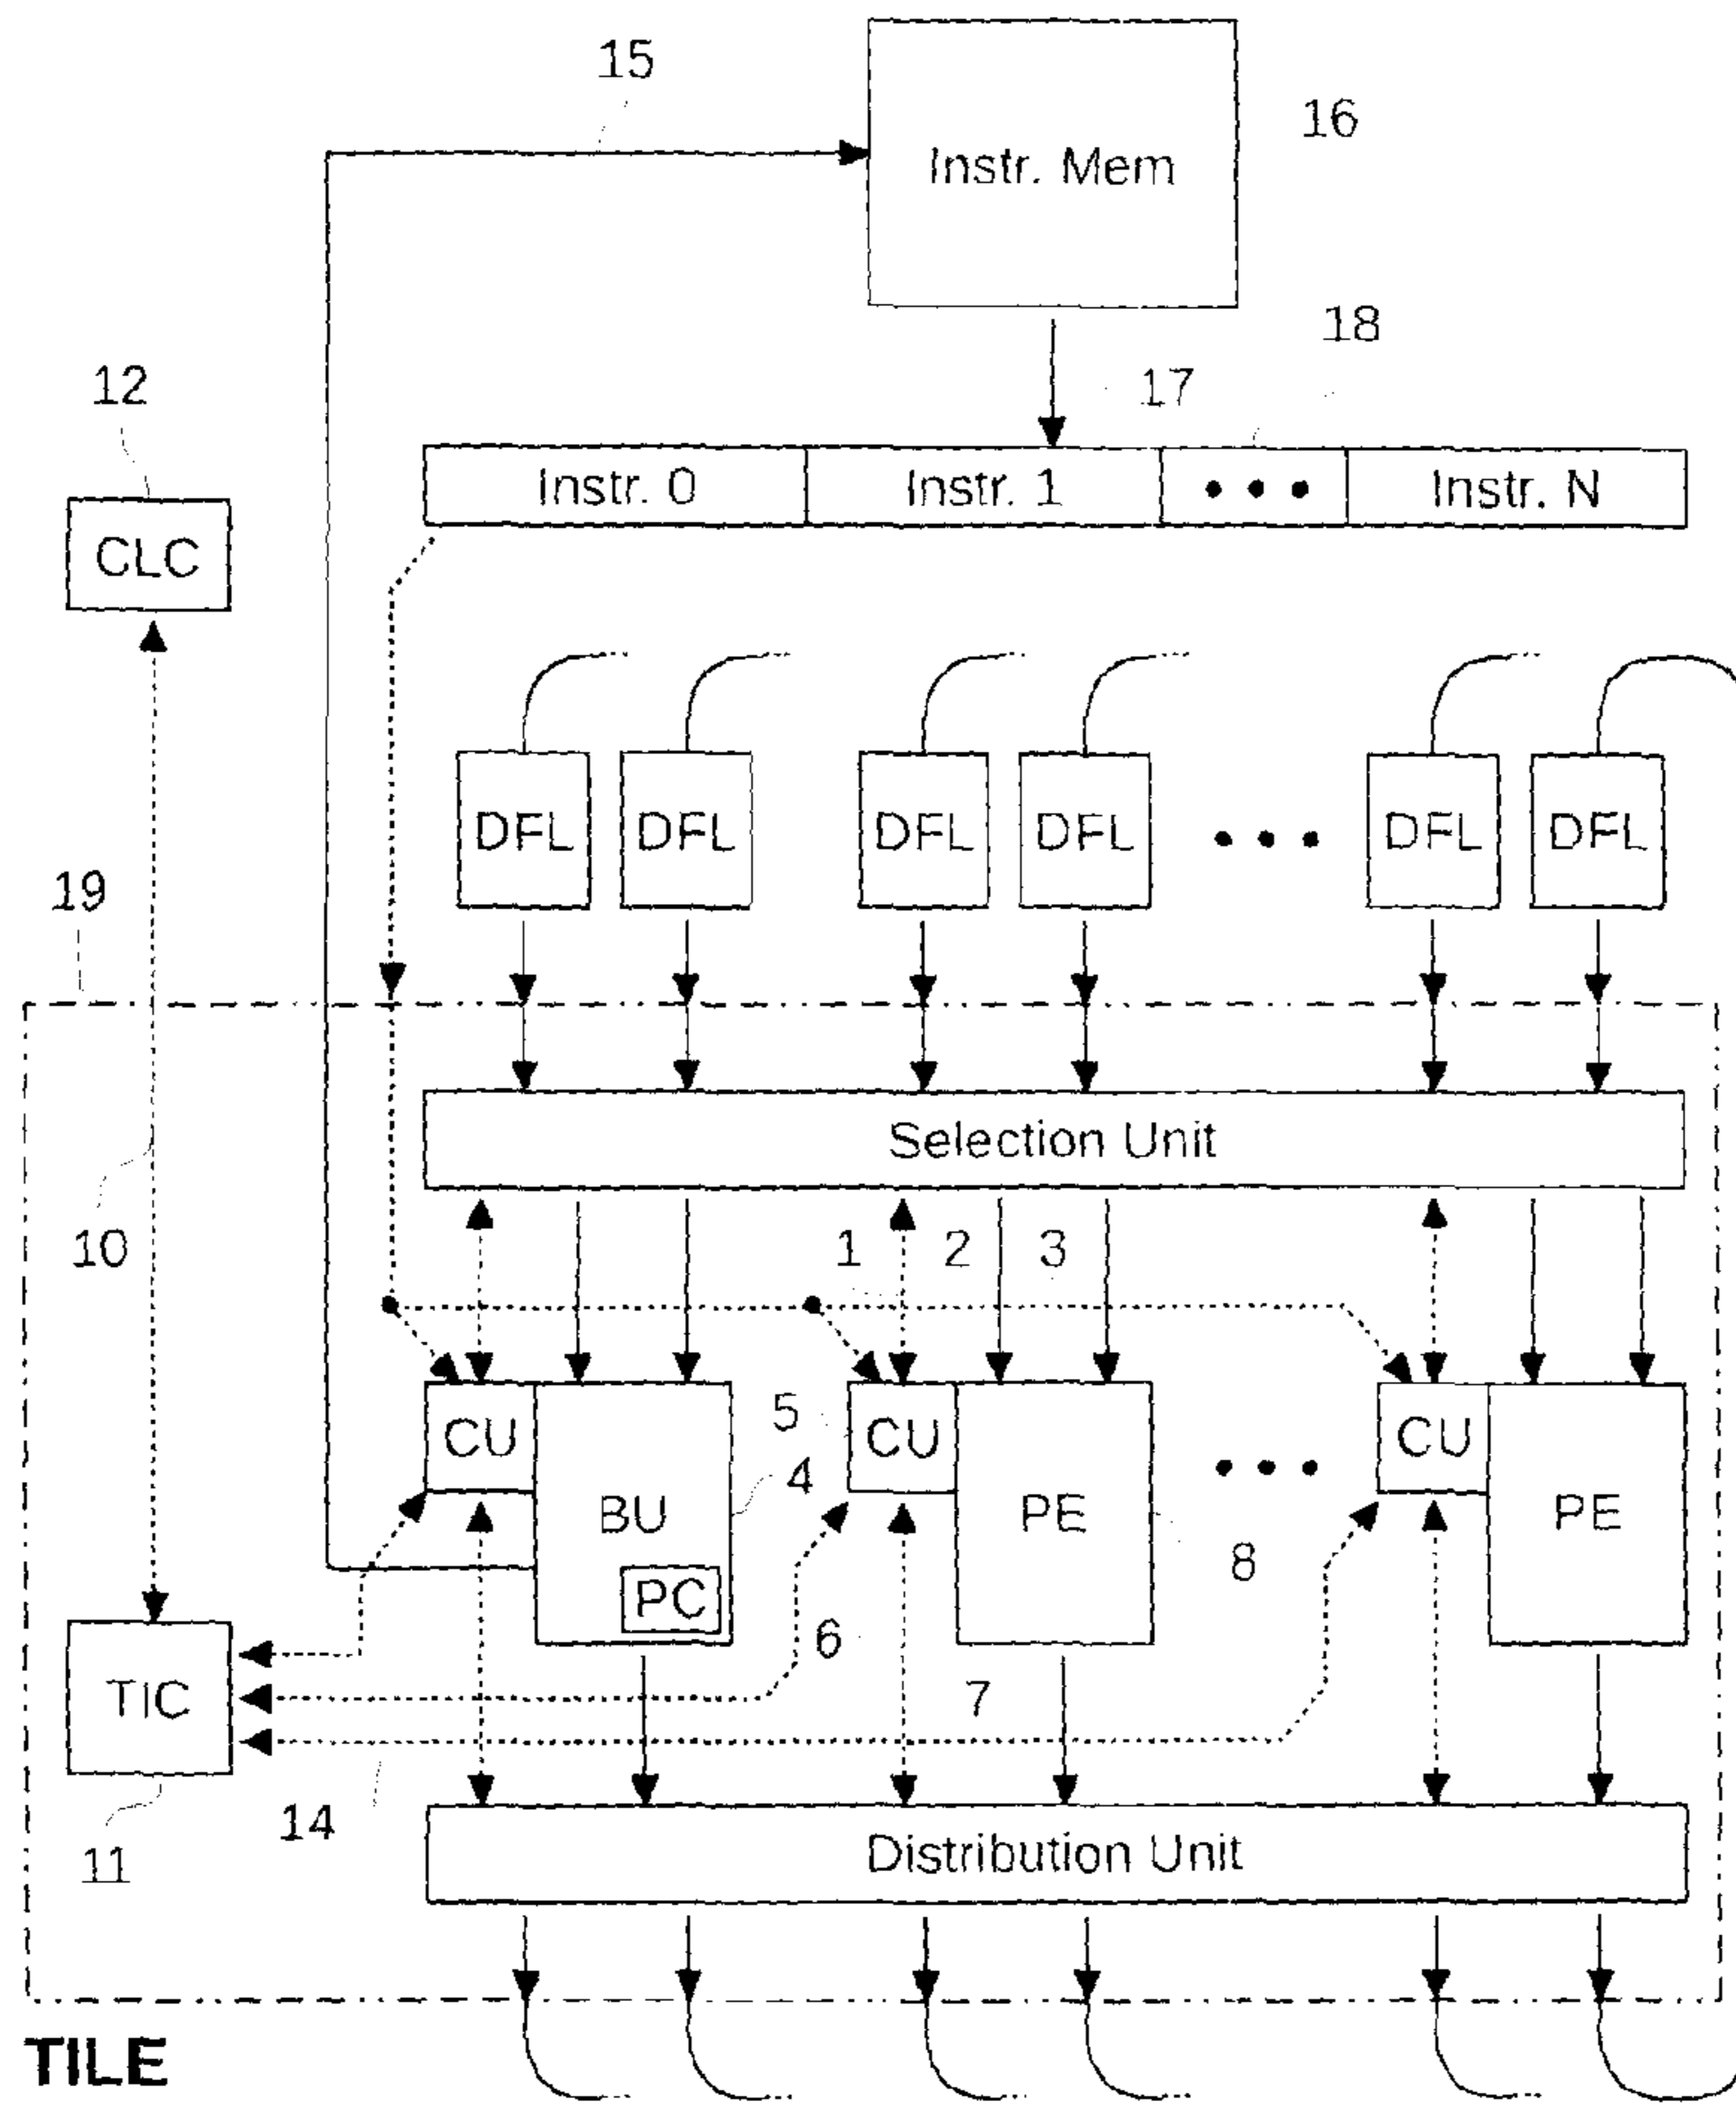 15
16
Instr. Mem
18
12
17
Instr. 0 Instr. 1 • • • Instr. N
CLC
DFL DFL DFL DFL • • • DFL DFL
19
Selection Unit
10 1 2 3
5
CU CU CU
4
BU PE • • • PE
8
PC
6
TIC 7
14
11
Distribution Unit
TILE